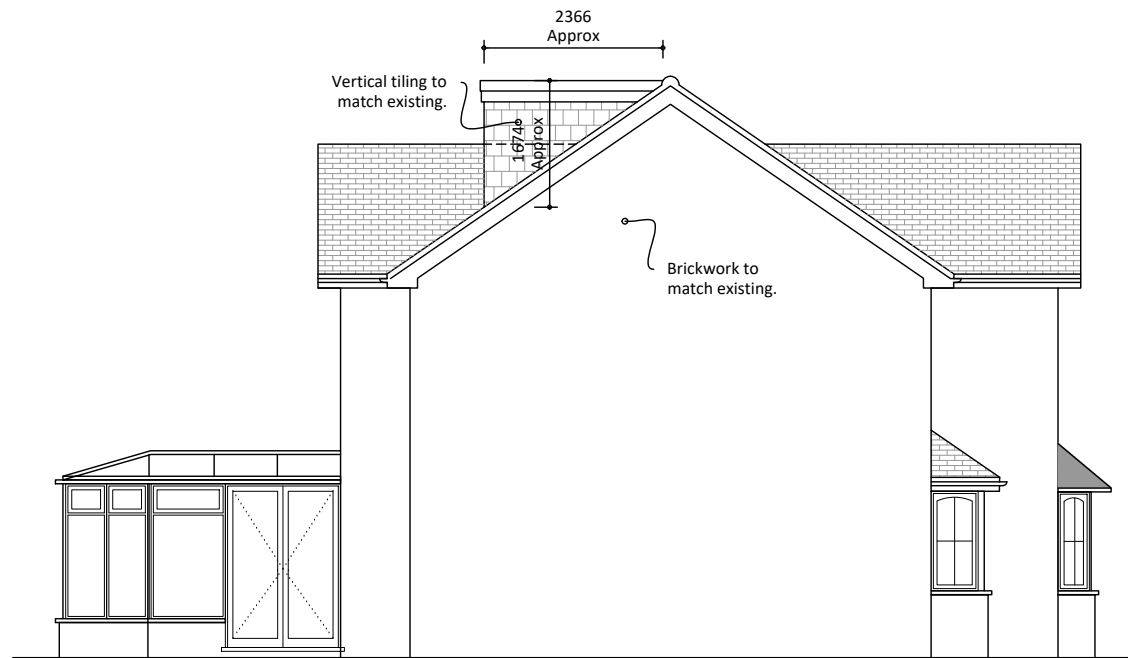 2366
Approx
Vertical tiling to
match existing.
1674
Approx
Brickwork to
match existing.